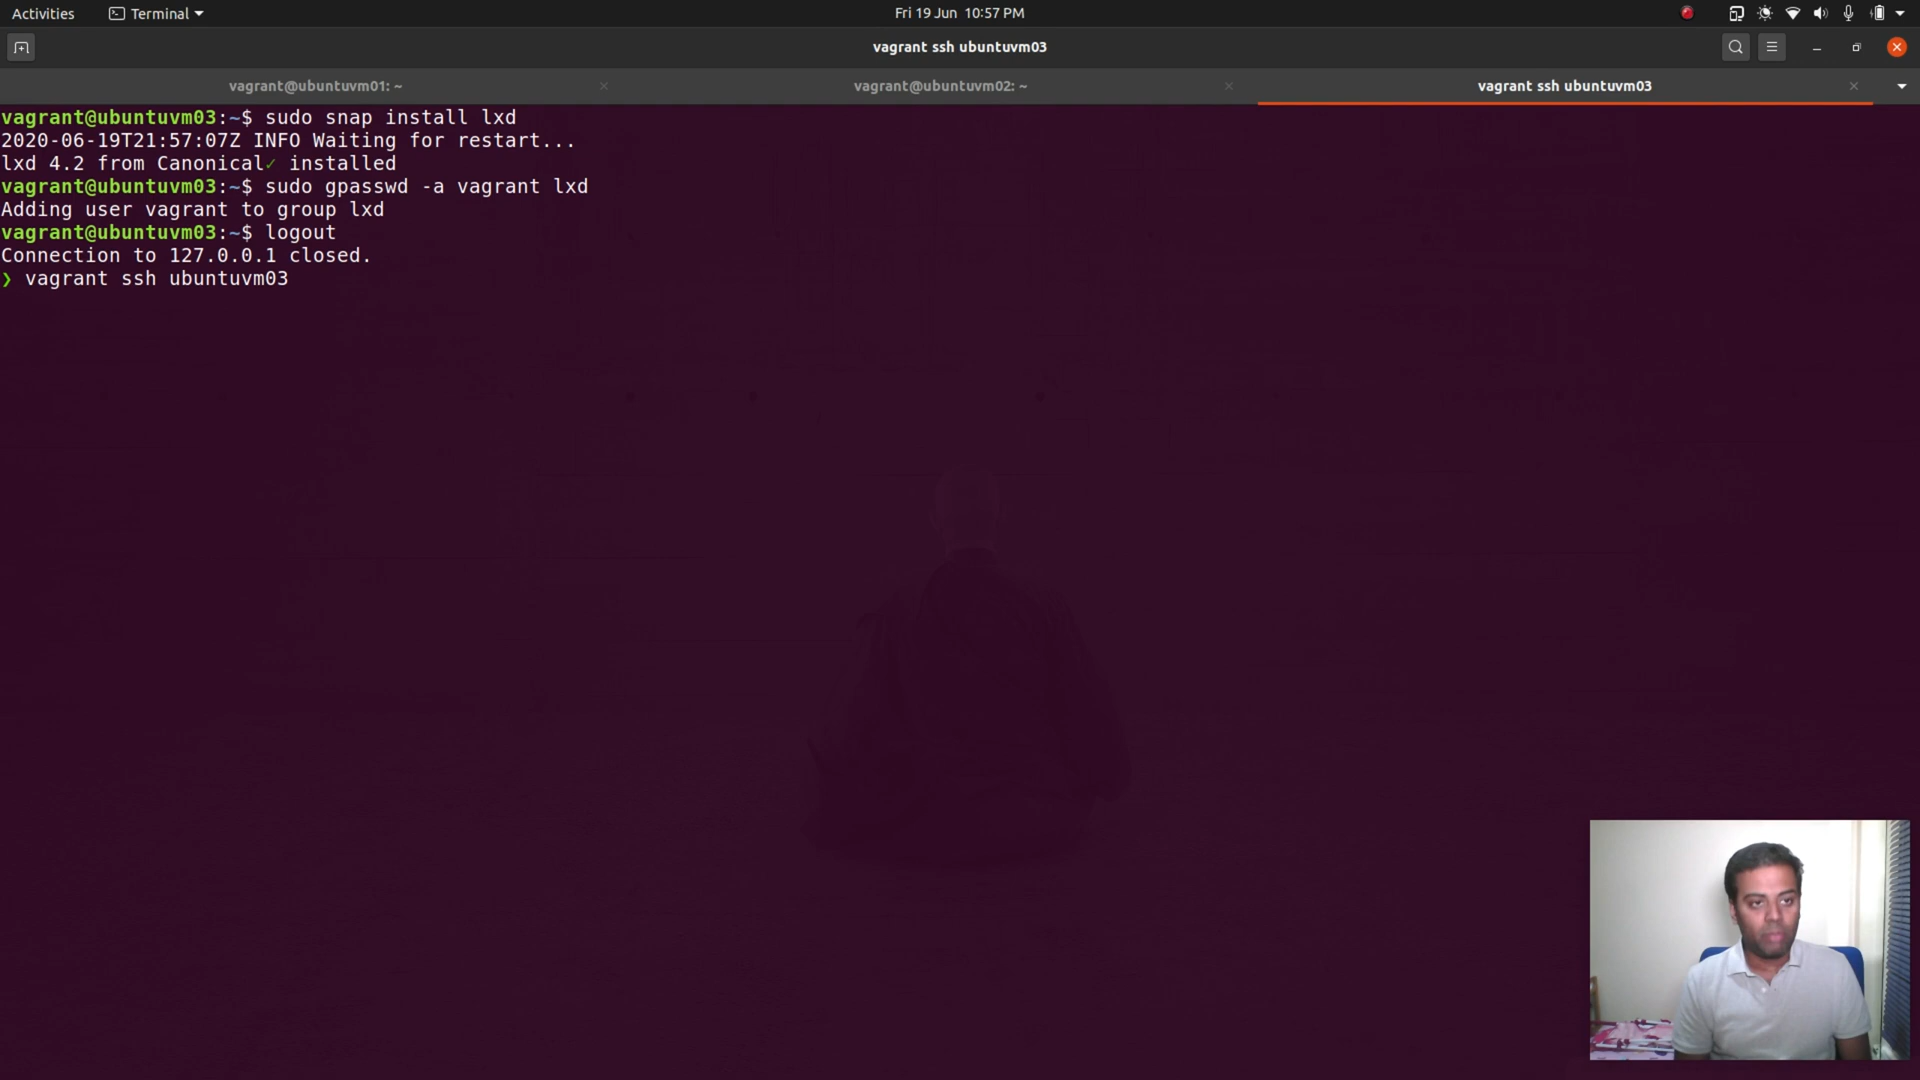 Activities
Terminal
Fri 19 Jun 10:57 PM
vagrant ssh ubuntuvm03
vagrant@ubuntuvm01: ~
vagrant@ubuntuvm02: ~
vagrant ssh ubuntuvm03
vagrant@ubuntuvm03:~$ sudo snap install lxd
2020-06-19T21:57:07Z INFO Waiting for restart...
lxd 4.2 from Canonical✓ installed
vagrant@ubuntuvm03:~$ sudo gpasswd -a vagrant lxd
Adding user vagrant to group lxd
vagrant@ubuntuvm03:~$ logout
Connection to 127.0.0.1 closed.
❯ vagrant ssh ubuntuvm03